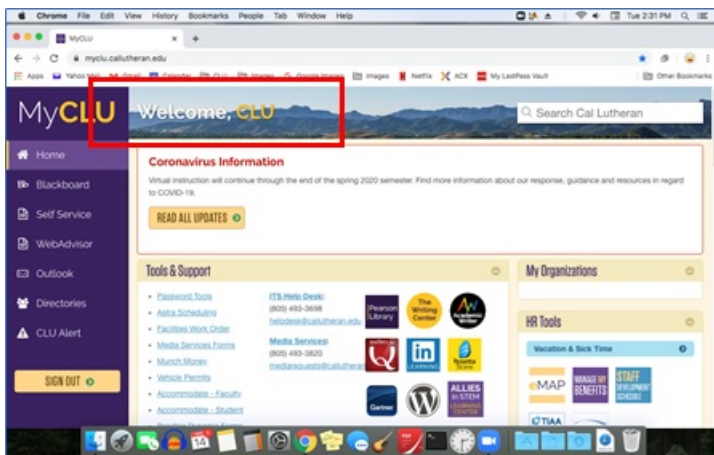 Chrome File Edit View History Bookmarks People Tab Window Help
Tue 2:31 PM
MyCLU
myclu.callutheran.edu
Apps Yahoo Mail Gmail Calendar CLU Images Google Images Images Netflix ACX My LastPass Vault Other Bookmarks
MyCLU
Welcome, CLU
Search Cal Lutheran
Home
Blackboard
Self Service
WebAdvisor
Outlook
Directories
CLU Alert
SIGN OUT
Coronavirus Information
Virtual instruction will continue through the end of the spring 2020 semester. Find more information about our response, guidance and resources in regard
to COVID-19.
READ ALL UPDATES
Tools & Support
Password Tools
Astra Scheduling
Facilities Work Order
Media Services Forms
Munch Money
Vehicle Permits
Accommodate - Faculty
Accommodate - Student
ITS Help Desk:
(805) 493-3698
helpdesk@callutheran.edu
Media Services:
(805) 493-3820
mediarequests@callutheran
Pearson
Library
The
Writing
Center
Academic
Writer
LEARNING
Rosetta
Stone
Gartner
ALLIES
in STEM
LEARNING
CENTER
My Organizations
HR Tools
Vacation & Sick Time
eMAP
MANAGE MY
BENEFITS
STAFF
DEVELOPMENT
SCHEDULE
TIAA